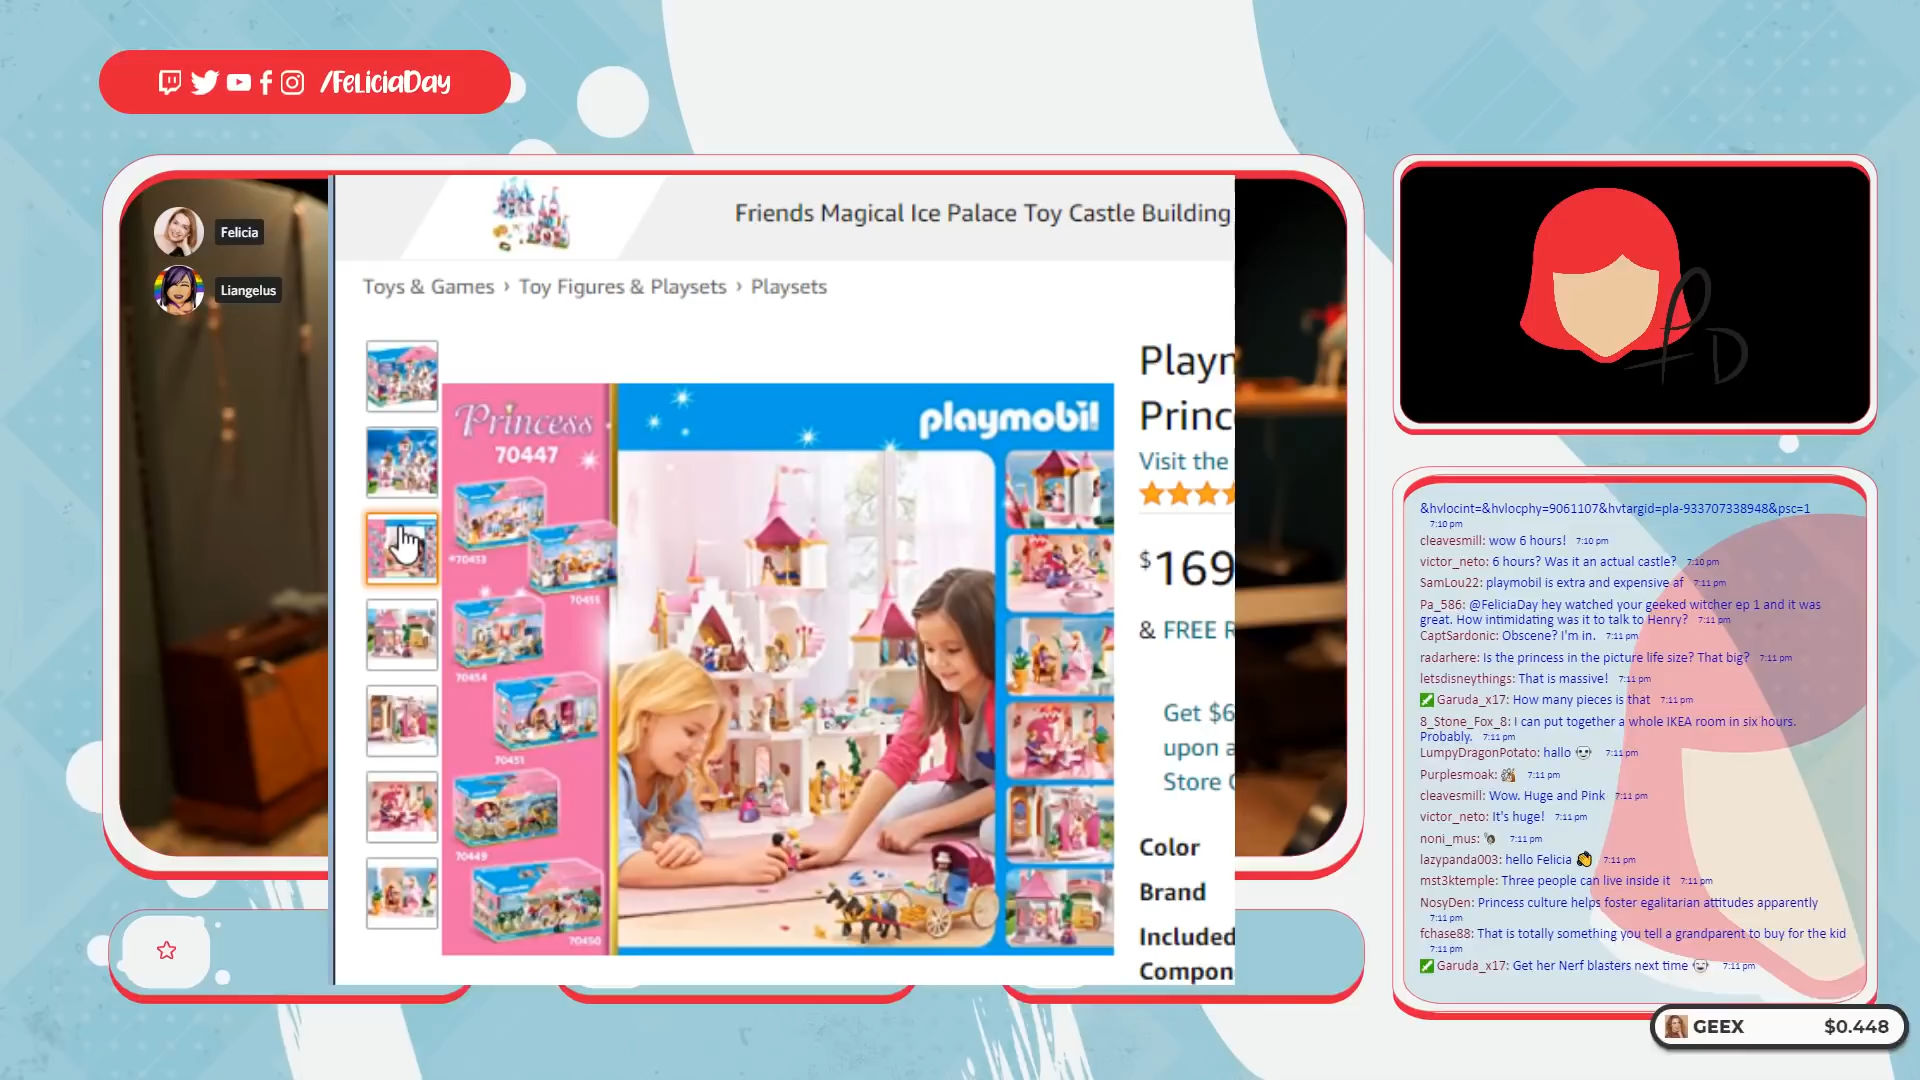 /FeliciaDay
Felicia
Liangelus
Friends Magical Ice Palace Toy Castle Building
Toys & Games › Toy Figures & Playsets › Playsets
Princess
70447
playmobil
70453
70455
70454
70451
70449
70450
Playm
Princ
Visit the
$169
& FREE R
Get $6
upon a
Store C
Color
Brand
Included
Compon
FD
&hvlocint=&hvlocphy=9061107&hvtargid=pla-933707338948&psc=1
7:10 pm
cleavesmill: wow 6 hours! 7:10 pm
victor_neto: 6 hours? Was it an actual castle? 7:10 pm
SamLou22: playmobil is extra and expensive af 7:11 pm
Pa_586: @FeliciaDay hey watched your geeked witcher ep 1 and it was
great. How intimidating was it to talk to Henry? 7:11 pm
CaptSardonic: Obscene? I'm in. 7:11 pm
radarhere: Is the princess in the picture life size? That big? 7:11 pm
letsdisneythings: That is massive! 7:11 pm
Garuda_x17: How many pieces is that 7:11 pm
8_Stone_Fox_8: I can put together a whole IKEA room in six hours.
Probably. 7:11 pm
LumpyDragonPotato: hallo 7:11 pm
Purplesmoak: 7:11 pm
cleavesmill: Wow. Huge and Pink 7:11 pm
victor_neto: It's huge! 7:11 pm
noni_mus: 7:11 pm
lazypanda003: hello Felicia 7:11 pm
mst3ktemple: Three people can live inside it 7:11 pm
NosyDen: Princess culture helps foster egalitarian attitudes apparently
7:11 pm
fchase88: That is totally something you tell a grandparent to buy for the kid
7:11 pm
Garuda_x17: Get her Nerf blasters next time 7:11 pm
GEEX $0.448